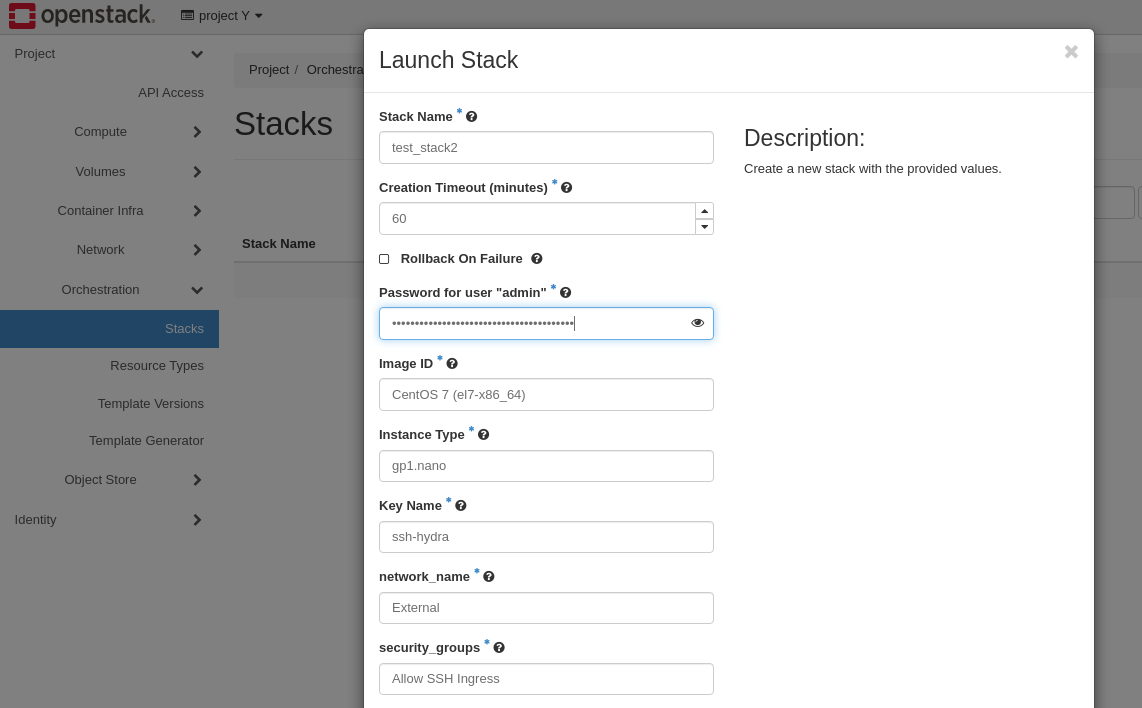 openstack. project Y
Project
API Access
Compute
Volumes
Container Infra
Network
Orchestration
Stacks
Resource Types
Template Versions
Template Generator
Object Store
Identity
Project / Orchestra
Stacks
Stack Name
Launch Stack
Stack Name *
test_stack2
Creation Timeout (minutes) *
60
Rollback On Failure
Password for user "admin" *
••••••••••••••••••••••••••••••••••••••••
Image ID *
CentOS 7 (el7-x86_64)
Instance Type *
gp1.nano
Key Name *
ssh-hydra
network_name *
External
security_groups *
Allow SSH Ingress
Description:
Create a new stack with the provided values.